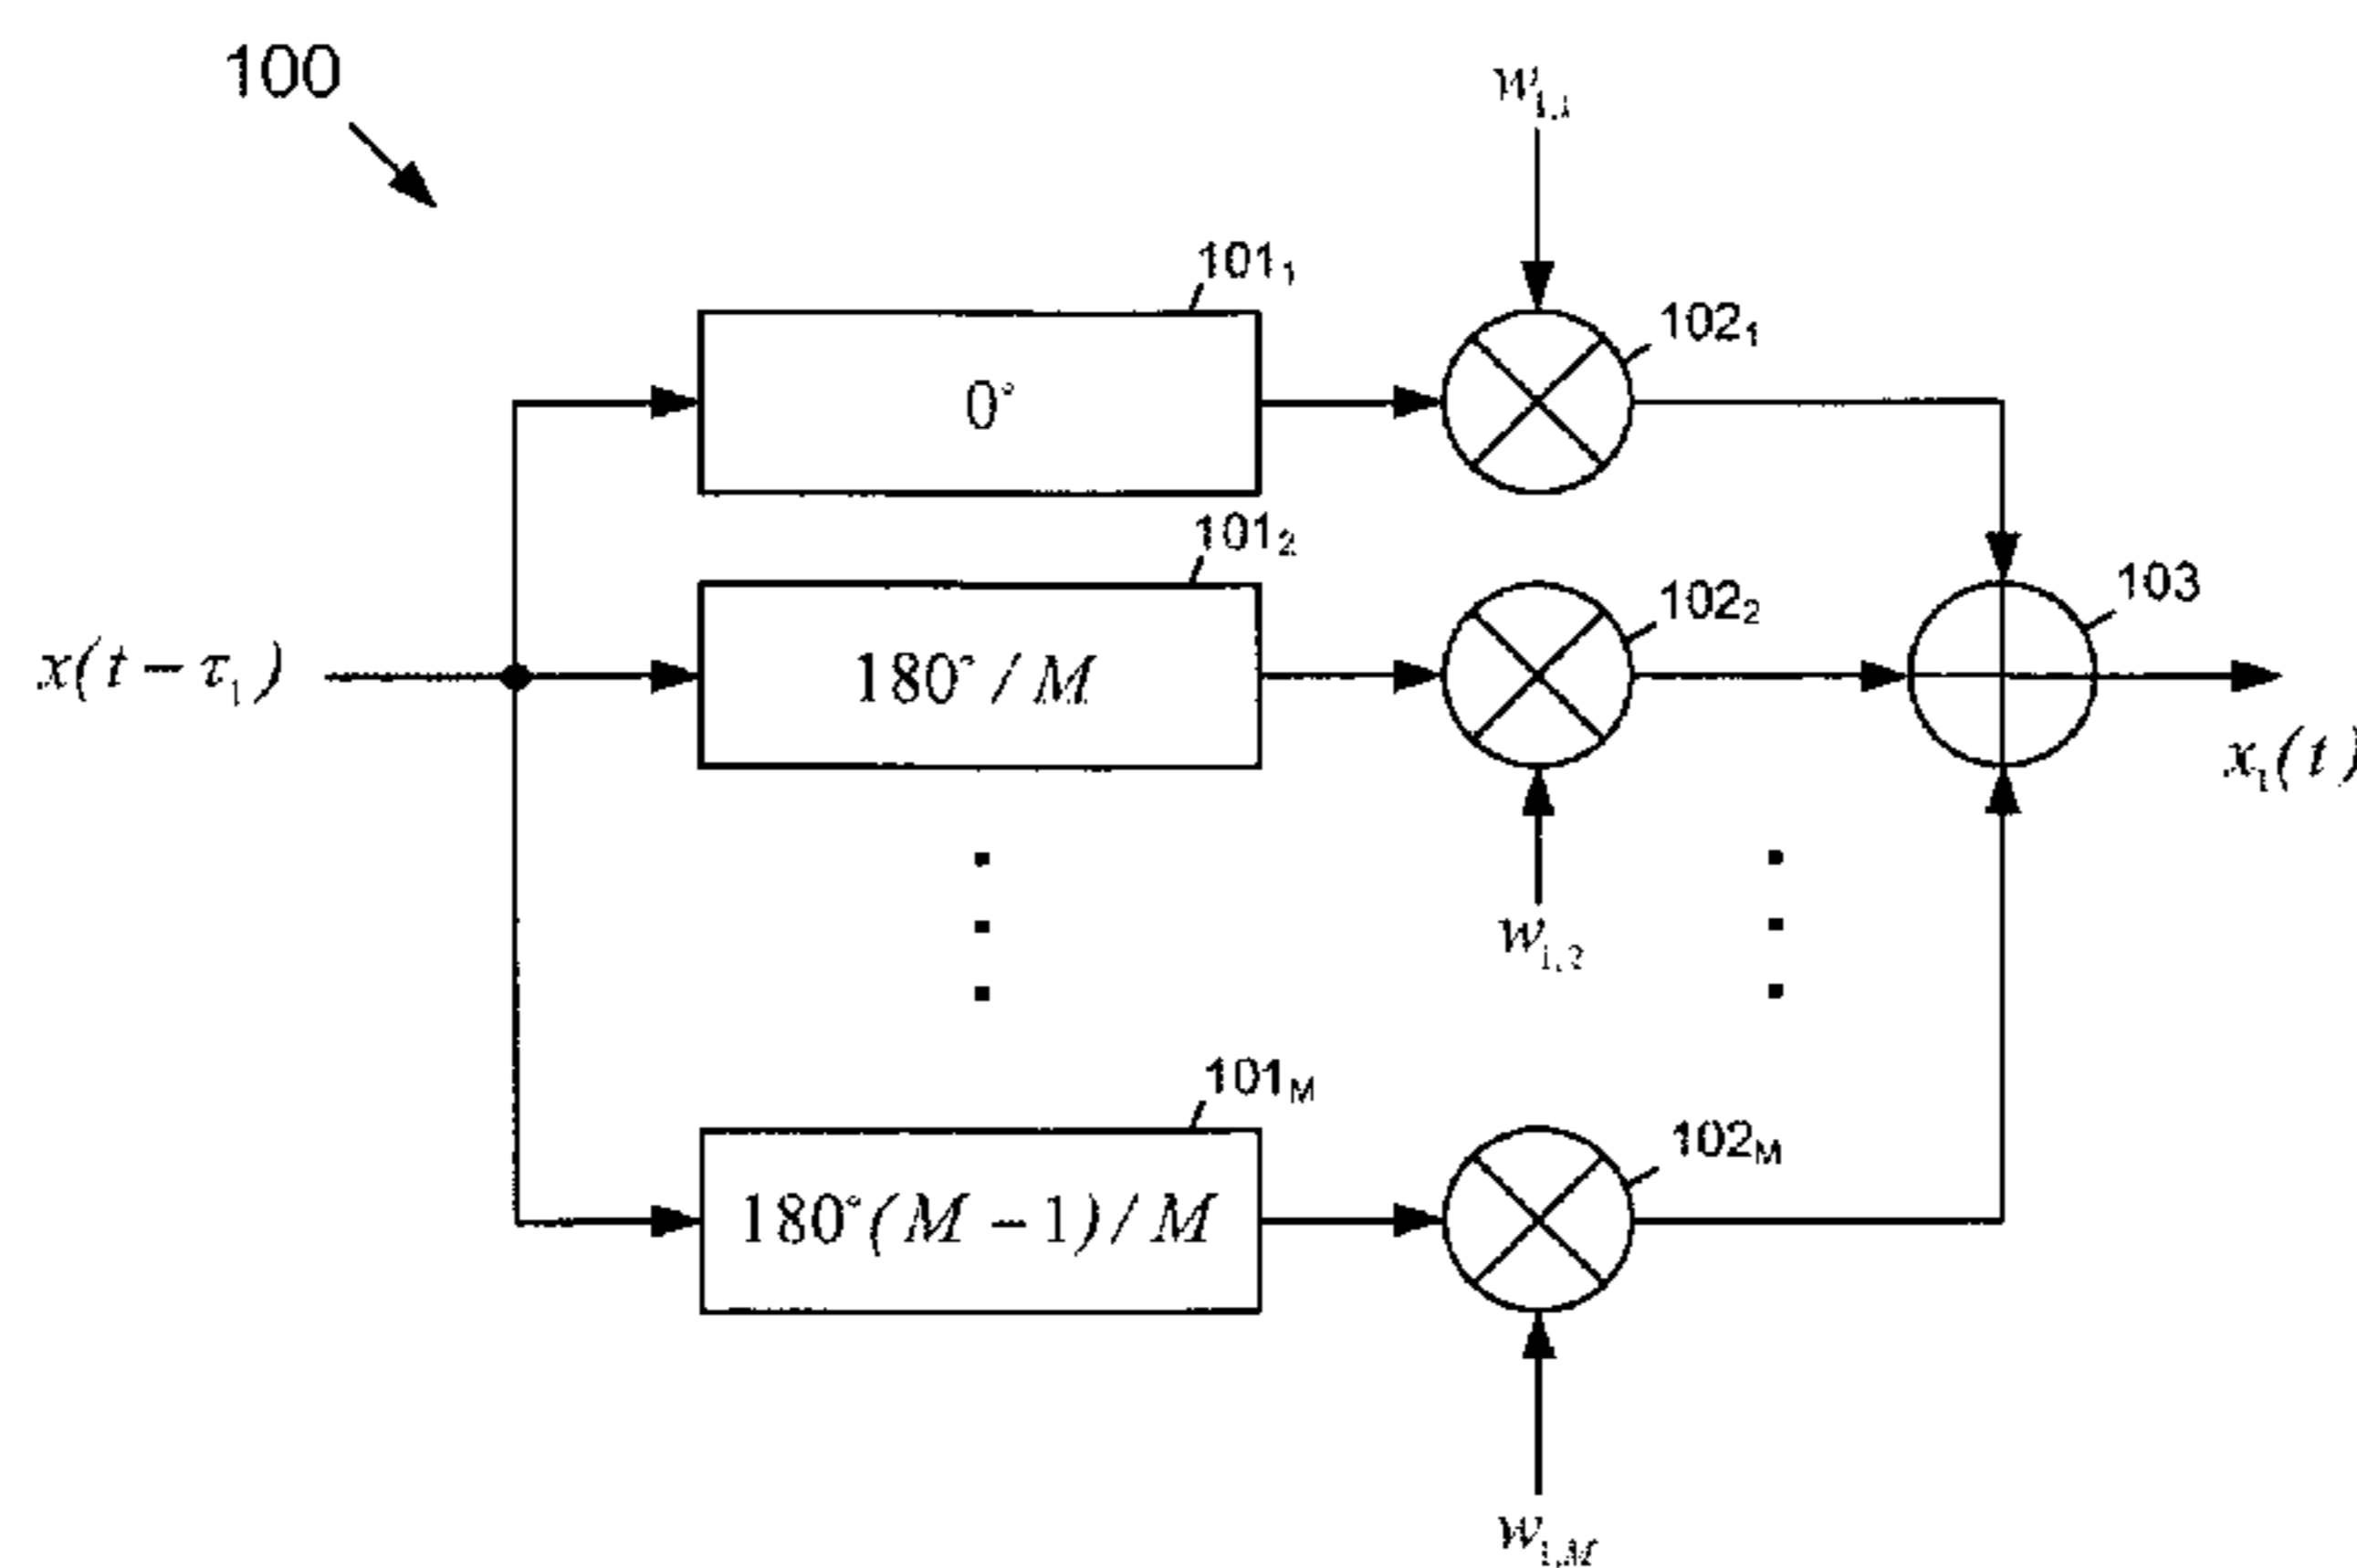 100
w₁,₁
101₁
102₁
0°
101₂
102₂
103
x(t − τ₁)
180° / M
x₁(t)
w₁,₂
101M
102M
180°(M − 1) / M
w₁,M